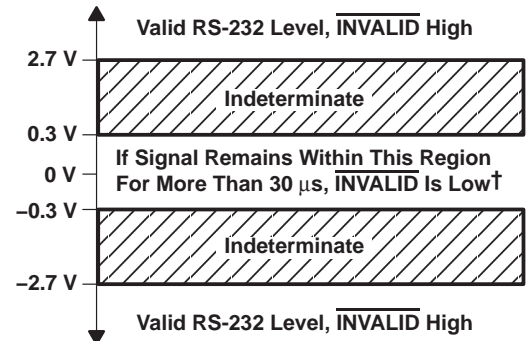 Valid RS-232 Level, INVALID High
2.7 V
Indeterminate
0.3 V
If Signal Remains Within This Region
0 V
For More Than 30 μs, INVALID Is Low†
–0.3 V
Indeterminate
–2.7 V
Valid RS-232 Level, INVALID High